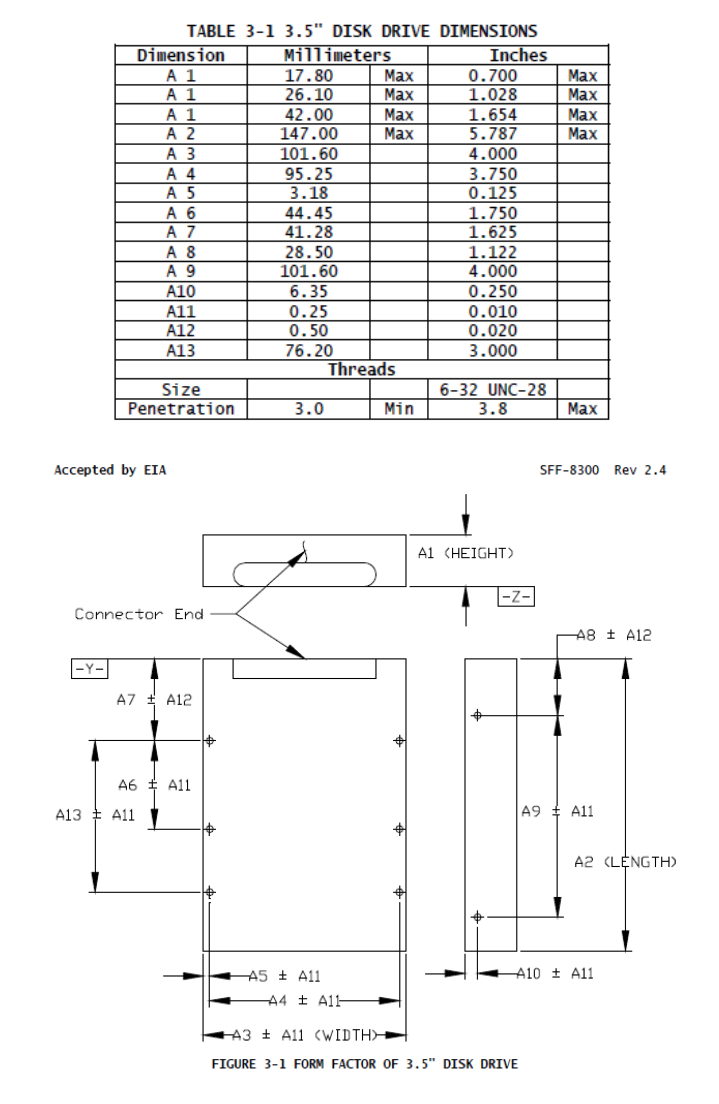 TABLE 3-1 3.5" DISK DRIVE DIMENSIONS
Dimension Millimeters Inches
A 1 17.80 Max 0.700 Max
A 1 26.10 Max 1.028 Max
A 1 42.00 Max 1.654 Max
A 2 147.00 Max 5.787 Max
A 3 101.60 4.000
A 4 95.25 3.750
A 5 3.18 0.125
A 6 44.45 1.750
A 7 41.28 1.625
A 8 28.50 1.122
A 9 101.60 4.000
A10 6.35 0.250
A11 0.25 0.010
A12 0.50 0.020
A13 76.20 3.000
Threads
Size 6-32 UNC-28
Penetration 3.0 Min 3.8 Max
Accepted by EIA SFF-8300 Rev 2.4
A1 (HEIGHT)
-Z-
Connector End
A8 ± A12
-Y-
A7 ± A12
A6 ± A11
A13 ± A11
A9 ± A11
A2 (LENGTH)
A5 ± A11
A10 ± A11
A4 ± A11
A3 ± A11 (WIDTH)
FIGURE 3-1 FORM FACTOR OF 3.5" DISK DRIVE